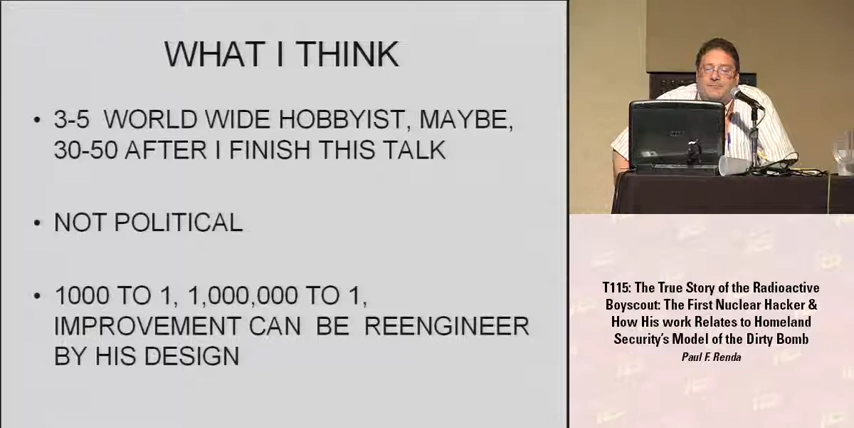 WHAT I THINK
• 3-5 WORLD WIDE HOBBYIST, MAYBE,
30-50 AFTER I FINISH THIS TALK
• NOT POLITICAL
• 1000 TO 1, 1,000,000 TO 1,
IMPROVEMENT CAN BE REENGINEER
BY HIS DESIGN
T115: The True Story of the Radioactive
Boyscout: The First Nuclear Hacker &
How His work Relates to Homeland
Security's Model of the Dirty Bomb
Paul F. Renda